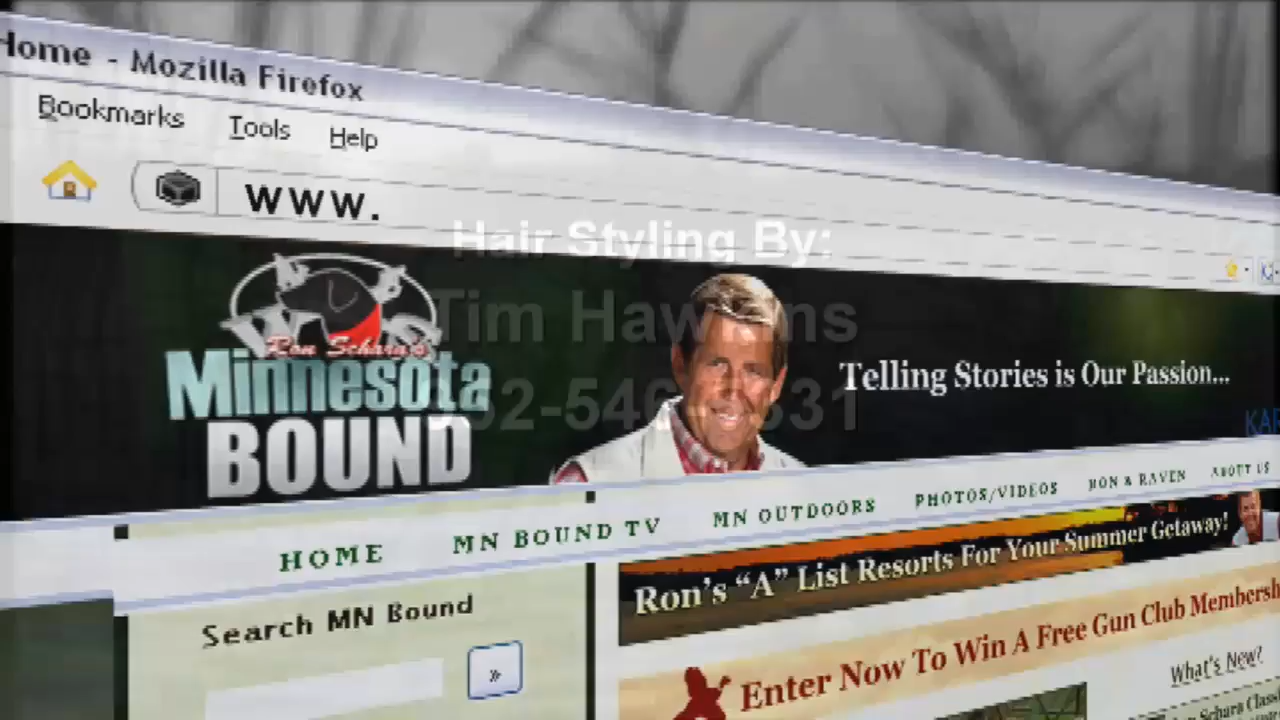 Home - Mozilla Firefox
Bookmarks Tools Help
www.
Hair Styling By:
Tim Hawkins
Ron Schara's
Minnesota
BOUND
Telling Stories is Our Passion...
HOME MN BOUND TV MN OUTDOORS PHOTOS/VIDEOS RON & RAVEN ABOUT US
Search MN Bound
»
Ron's “A” List Resorts For Your Summer Getaway!
Enter Now To Win A Free Gun Club Membersh
What's New?